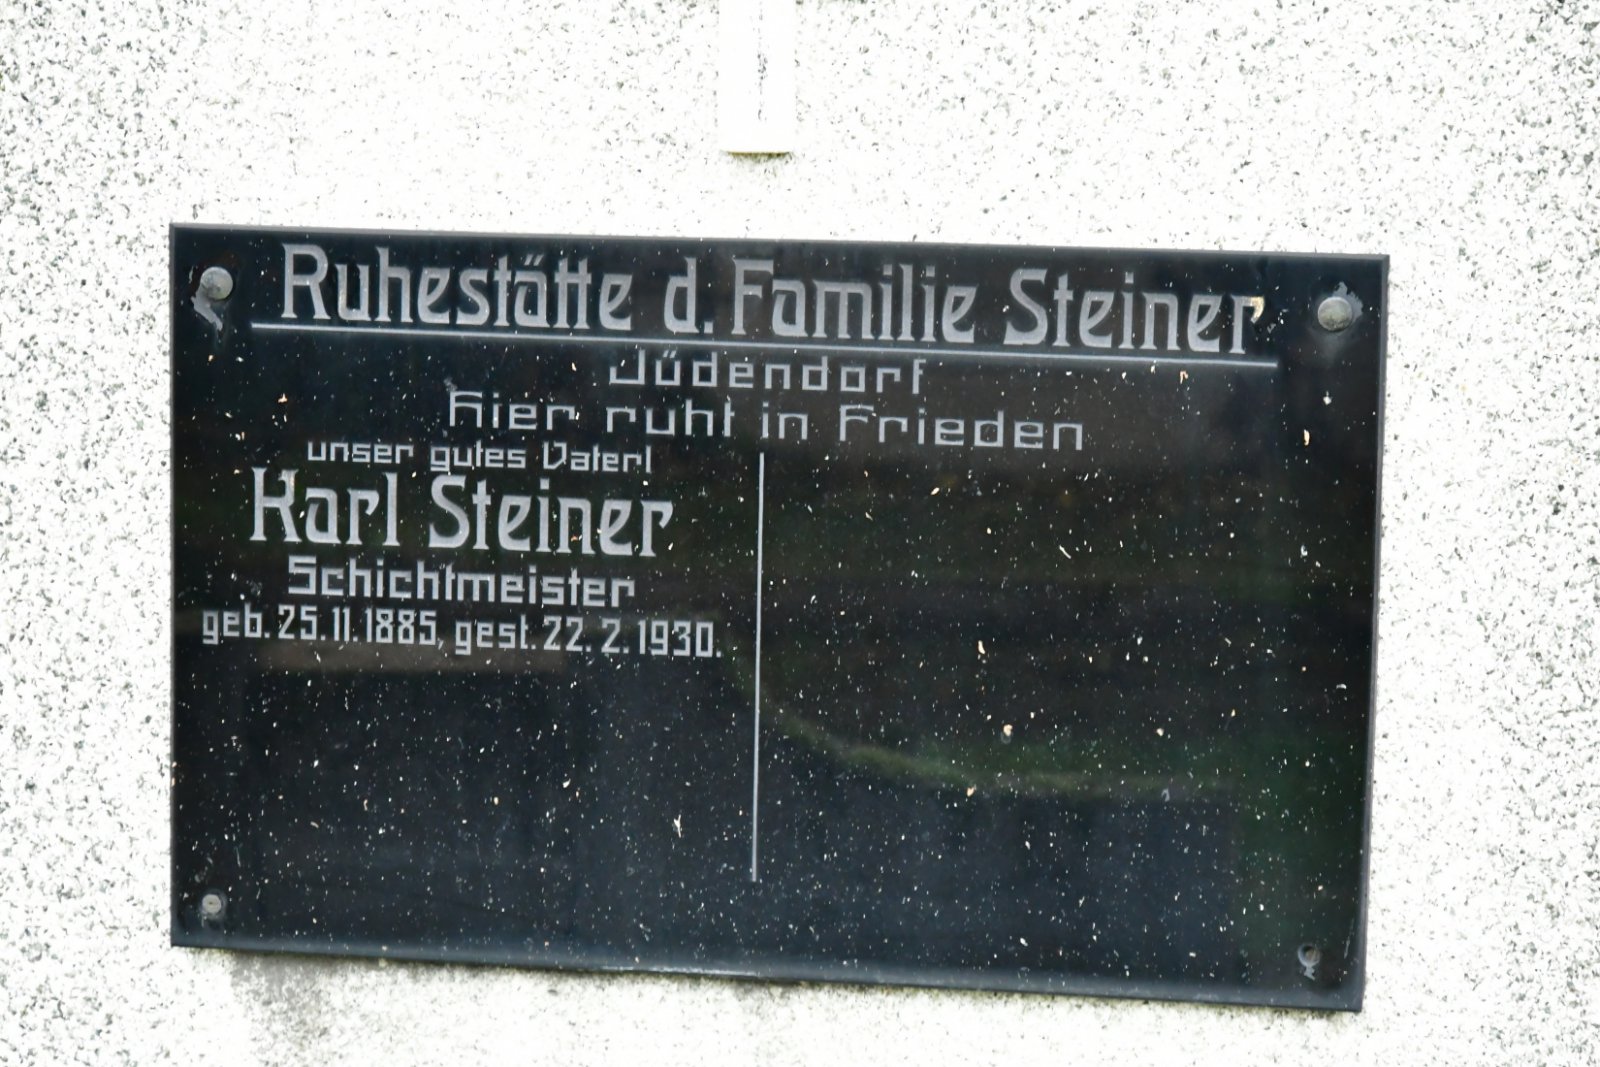 Ruhestätte d. Familie Steiner
Jüdendorf
Hier ruht in Frieden
unser gutes Vaterl
Karl Steiner
Schichtmeister
geb. 25.11.1885, gest. 22.2.1930.